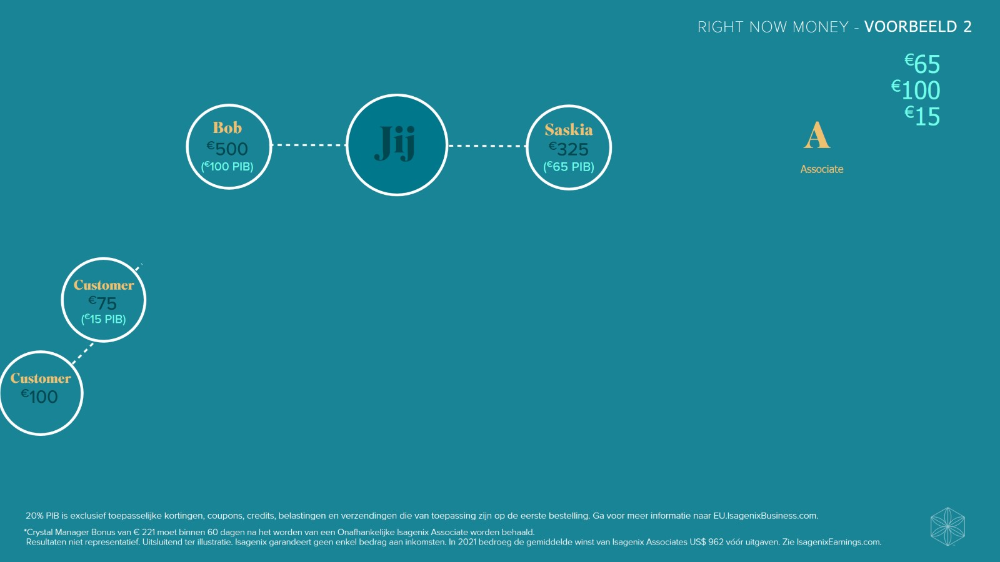 RIGHT NOW MONEY - VOORBEELD 2
€65
€100
€15
Bob
€500
(€100 PIB)
Jij
Saskia
€325
(€65 PIB)
A
Associate
Customer
€75
(€15 PIB)
Customer
€100
20% PIB is exclusief toepasselijke kortingen, coupons, credits, belastingen en verzendingen die van toepassing zijn op de eerste bestelling. Ga voor meer informatie naar EU.IsagenixBusiness.com.
*Crystal Manager Bonus van € 221 moet binnen 60 dagen na het worden van een Onafhankelijke Isagenix Associate worden behaald.
Resultaten niet representatief. Uitsluitend ter illustratie. Isagenix garandeert geen enkel bedrag aan inkomsten. In 2021 bedroeg de gemiddelde winst van Isagenix Associates US$ 962 vóór uitgaven. Zie IsagenixEarnings.com.